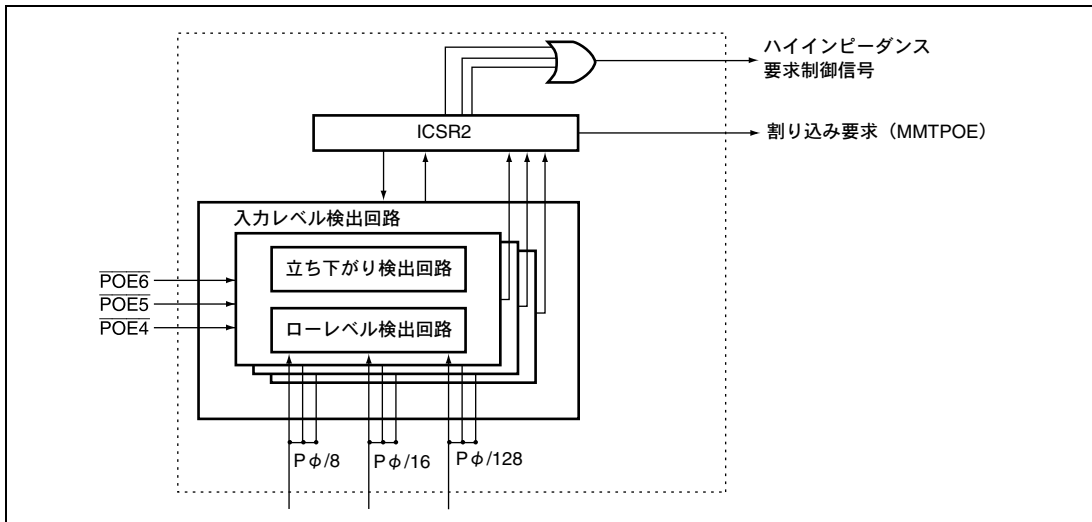 ハイインピーダンス
要求制御信号
ICSR2
割り込み要求（MMTPOE）
入力レベル検出回路
立ち下がり検出回路
POE6
POE5
POE4
ローレベル検出回路
Pφ/8
Pφ/16
Pφ/128